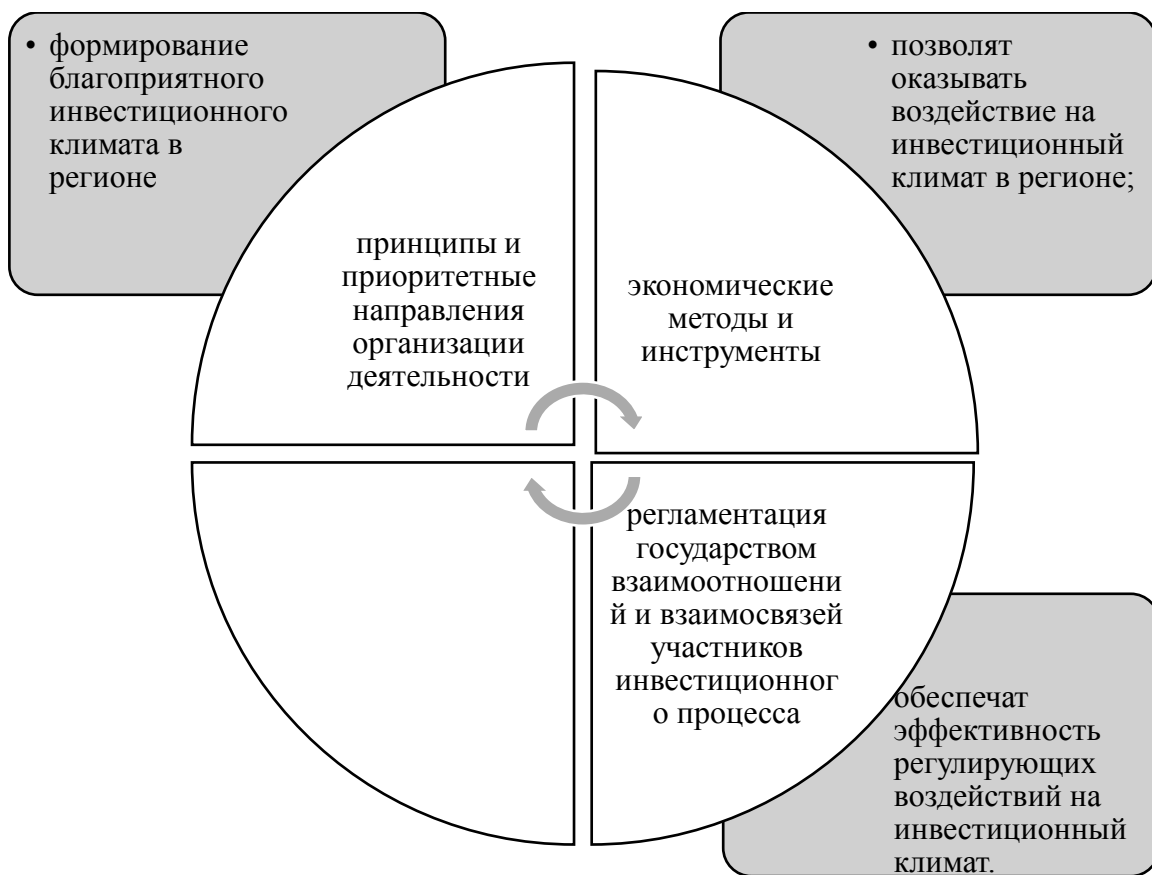 • формирование
благоприятного
инвестиционного
климата в
регионе
• позволят
оказывать
воздействие на
инвестиционный
климат в регионе;
принципы и
приоритетные
направления
организации
деятельности
экономические
методы и
инструменты
регламентация
государством
взаимоотношени
й и взаимосвязей
участников
инвестиционног
о процесса
обеспечат
эффективность
регулирующих
воздействий на
инвестиционный
климат.